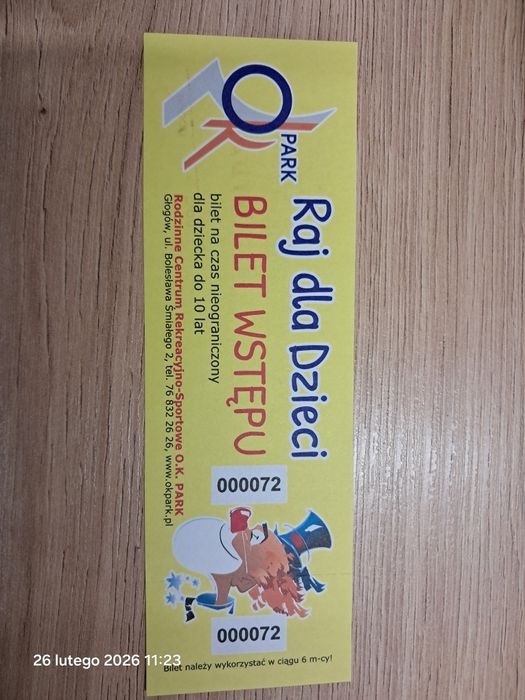 OK PARK
Raj dla Dzieci
BILET WSTĘPU
bilet na czas nieograniczony
dla dziecka do 10 lat
Rodzinne Centrum Rekreacyjno-Sportowe O.K. PARK
Głogów, ul. Bolesława Śmiałego 2, tel. 76 832 26 26, www.okpark.pl
000072
000072
Bilet należy wykorzystać w ciągu 6 m-cy!
26 lutego 2026 11:23